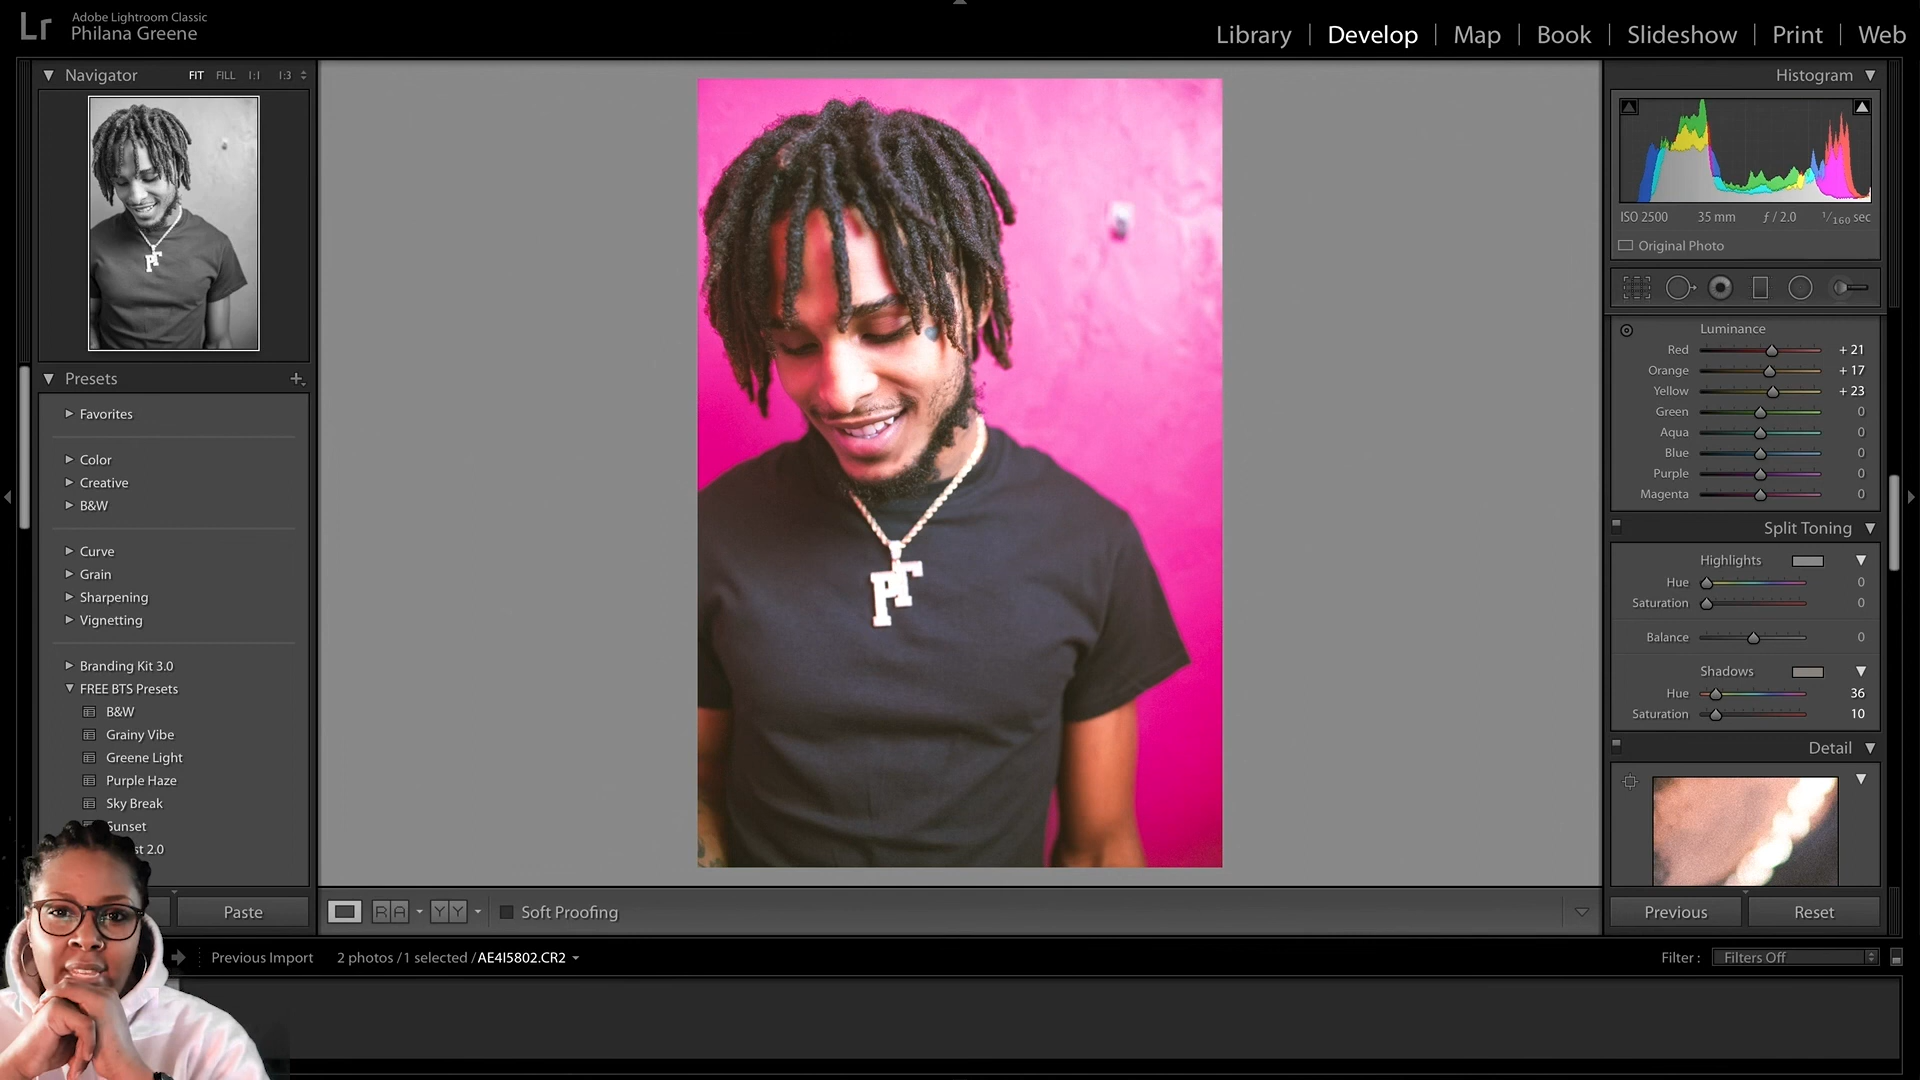 Lr
Adobe Lightroom Classic
Philana Greene
Library | Develop | Map | Book | Slideshow | Print | Web
Navigator FIT FILL 1:1 1:3
Presets +
Favorites
Color
Creative
B&W
Curve
Grain
Sharpening
Vignetting
Branding Kit 3.0
FREE BTS Presets
B&W
Grainy Vibe
Greene Light
Purple Haze
Sky Break
Sunset
st 2.0
Paste
R A
Y Y
Soft Proofing
Histogram
ISO 2500 35 mm ƒ / 2.0 1/160 sec
Original Photo
Luminance
Red + 21
Orange + 17
Yellow + 23
Green 0
Aqua 0
Blue 0
Purple 0
Magenta 0
Split Toning
Highlights
Hue 0
Saturation 0
Balance 0
Shadows
Hue 36
Saturation 10
Detail
Previous
Reset
Previous Import 2 photos / 1 selected / AE4I5802.CR2
Filter : Filters Off